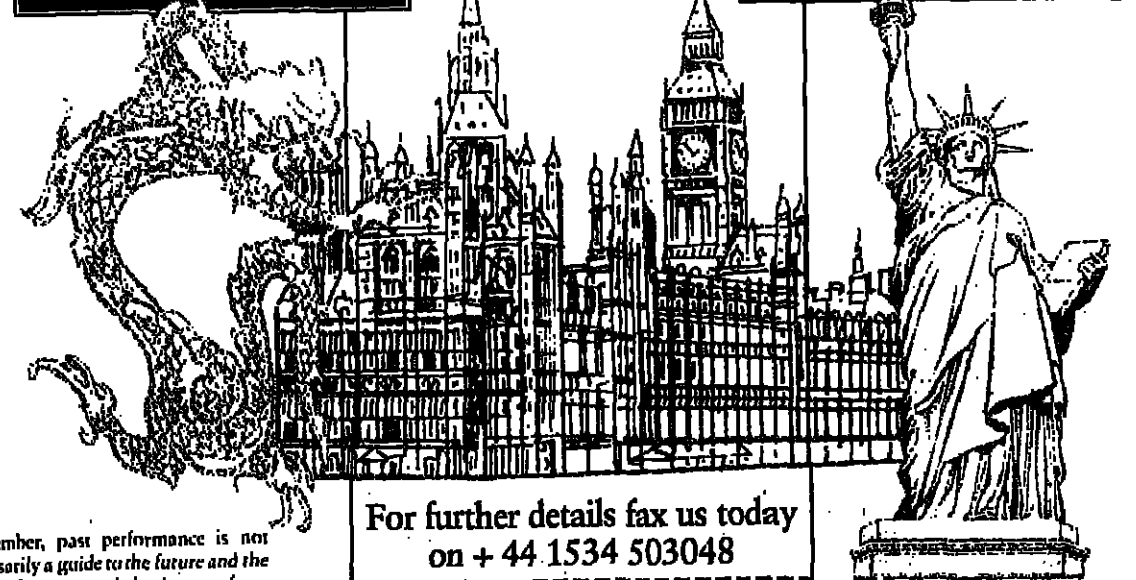 For further details fax us today
on + 44 1534 503048
mber, past performance is not
sarily a guide to the future and the